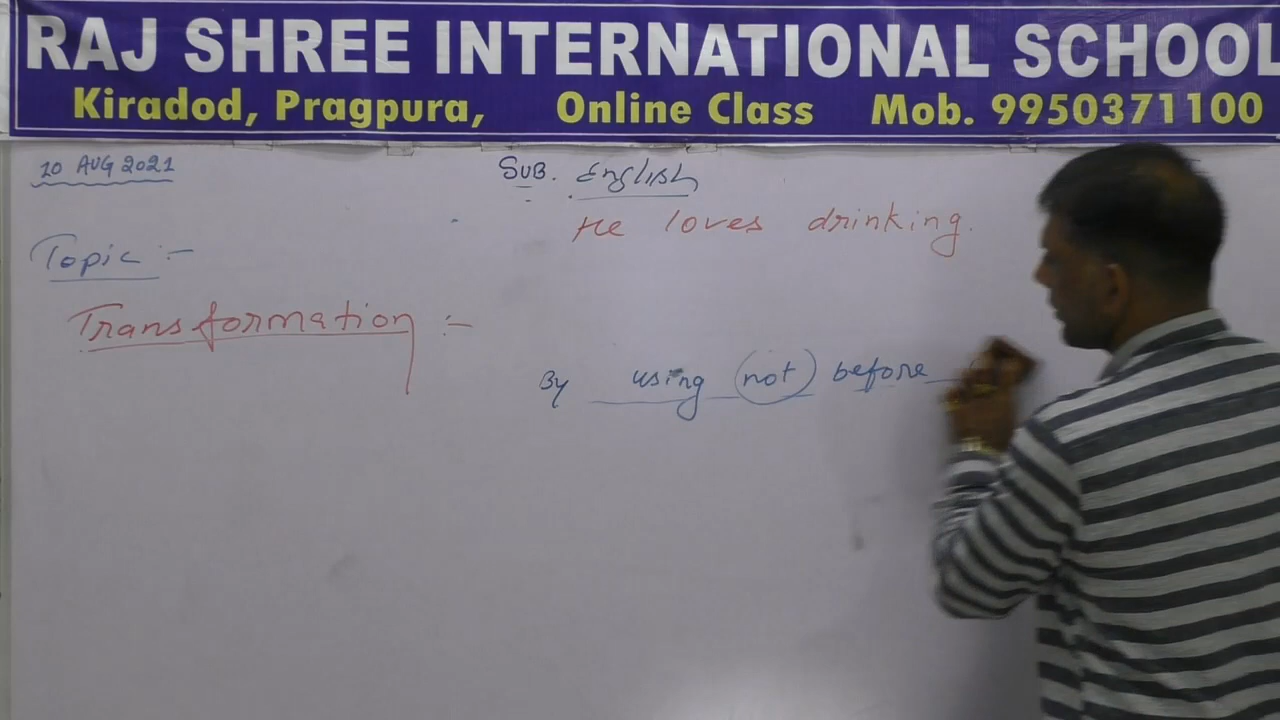 RAJ SHREE INTERNATIONAL SCHOOL
Kiradod, Pragpura, Online Class Mob. 9950371100
10 AUG 2021
SUB. English
He loves drinking.
Topic :-
Transformation :-
By using not before